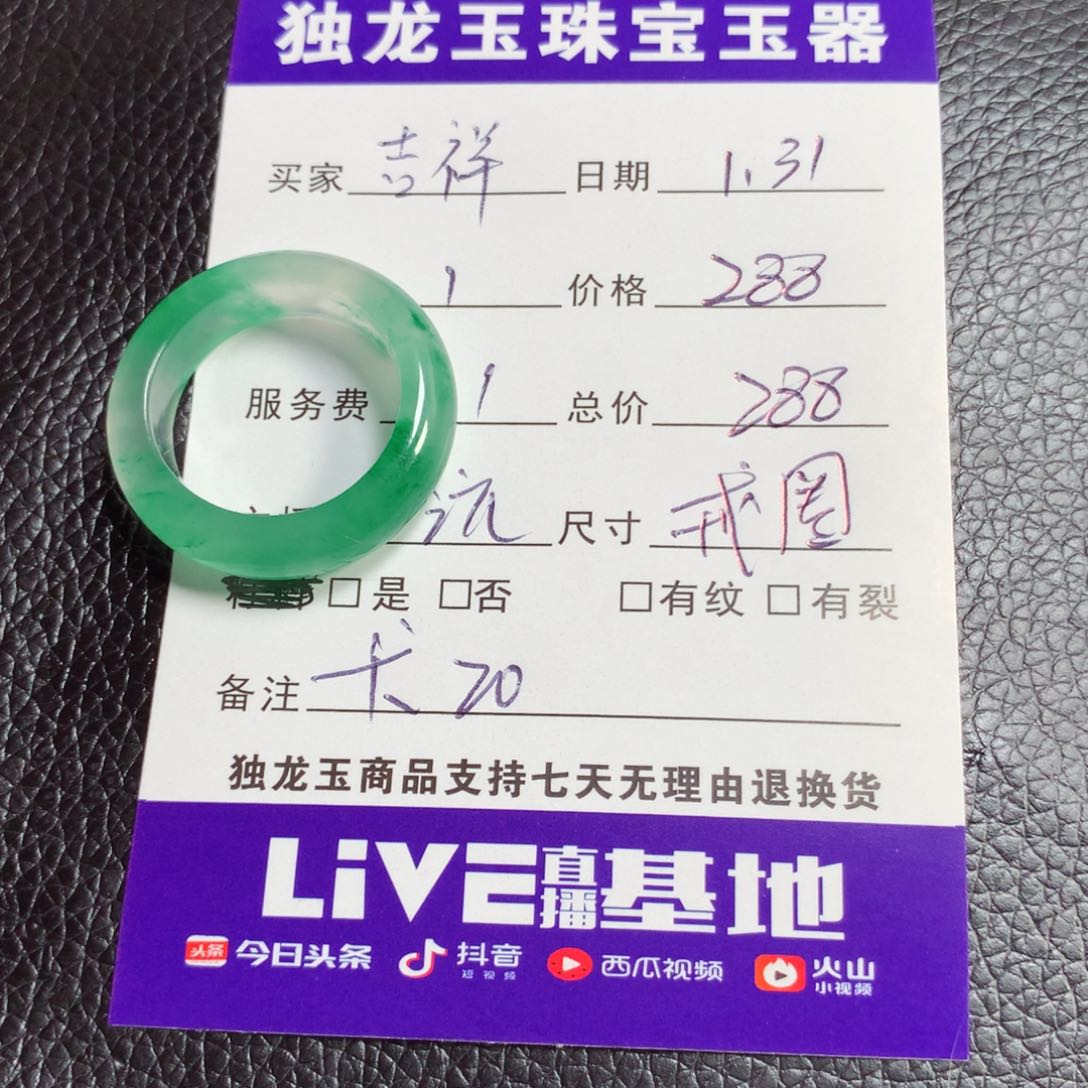 独龙玉珠宝玉器
买家 吉祥 日期 1.31
1 价格 288
服务费 1 总价 288
尺寸 戒圈
□是 □否 □有纹 □有裂
备注 20
独龙玉商品支持七天无理由退换货
LiVE直播基地
头条 今日头条 抖音 短视频 西瓜视频 火山小视频